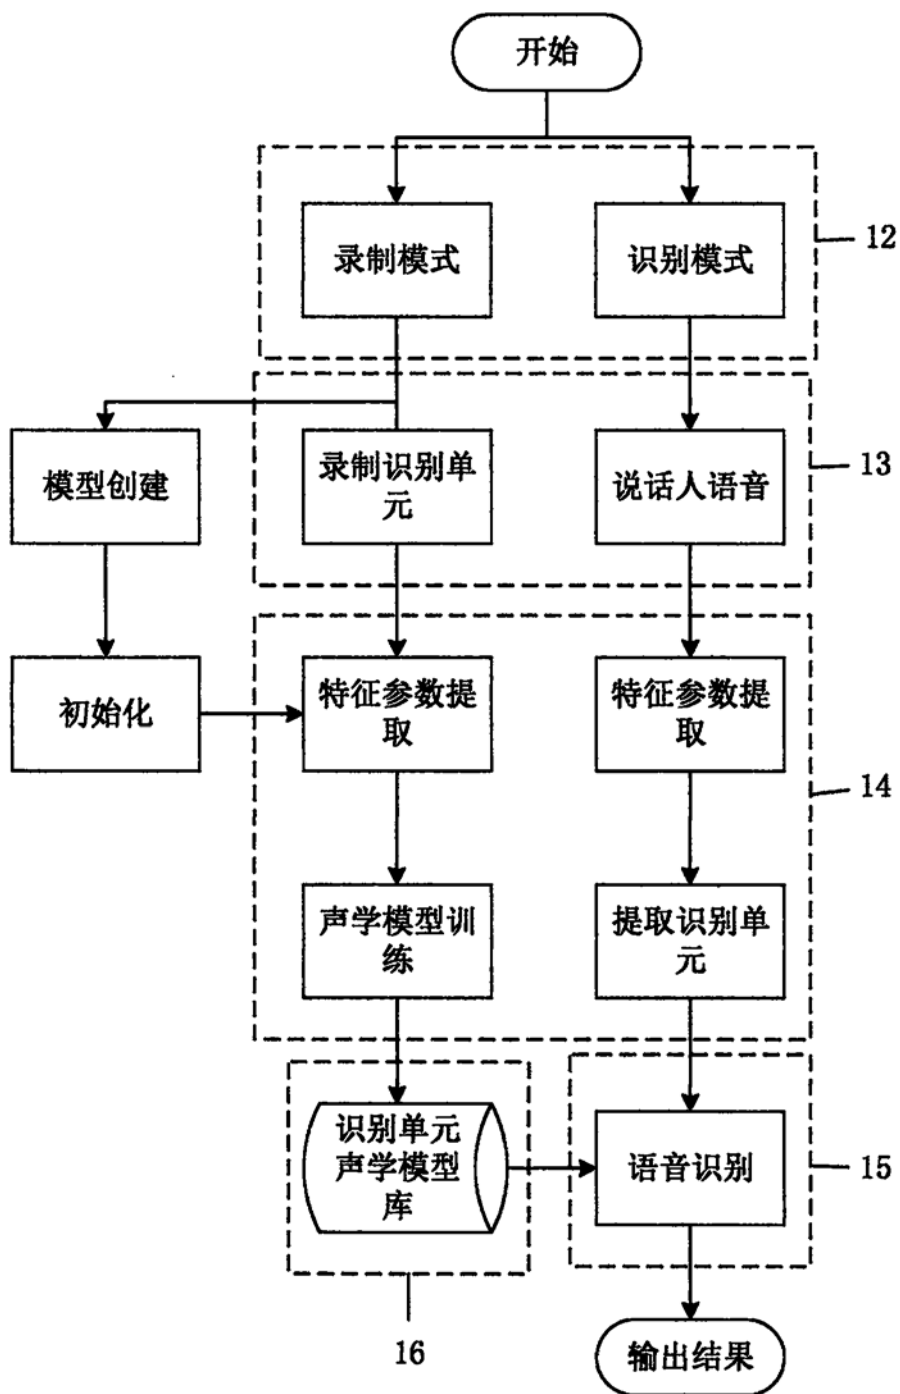 开始
录制模式
识别模式
12
模型创建
录制识别单
元
说话人语音
13
初始化
特征参数提
取
特征参数提
取
14
声学模型训
练
提取识别单
元
识别单元
声学模型
库
语音识别
15
16
输出结果